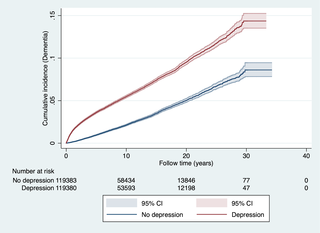 Cumulative incidence (Dementia)
.15
.1
.05
0
0 10 20 30 40
Follow time (years)
Number at risk
No depression 119383 58434 13846 77 0
Depression 119380 53593 12198 47 0
95% CI 95% CI
No depression Depression